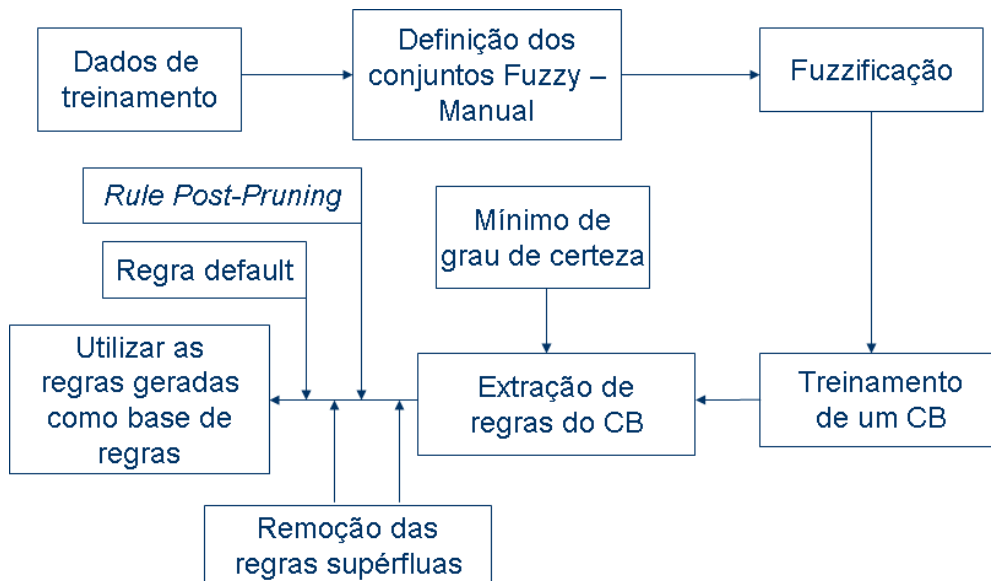 Dados de
treinamento
Definição dos
conjuntos Fuzzy –
Manual
Fuzzificação
Rule Post-Pruning
Mínimo de
grau de certeza
Regra default
Utilizar as
regras geradas
como base de
regras
Extração de
regras do CB
Treinamento
de um CB
Remoção das
regras supérfluas